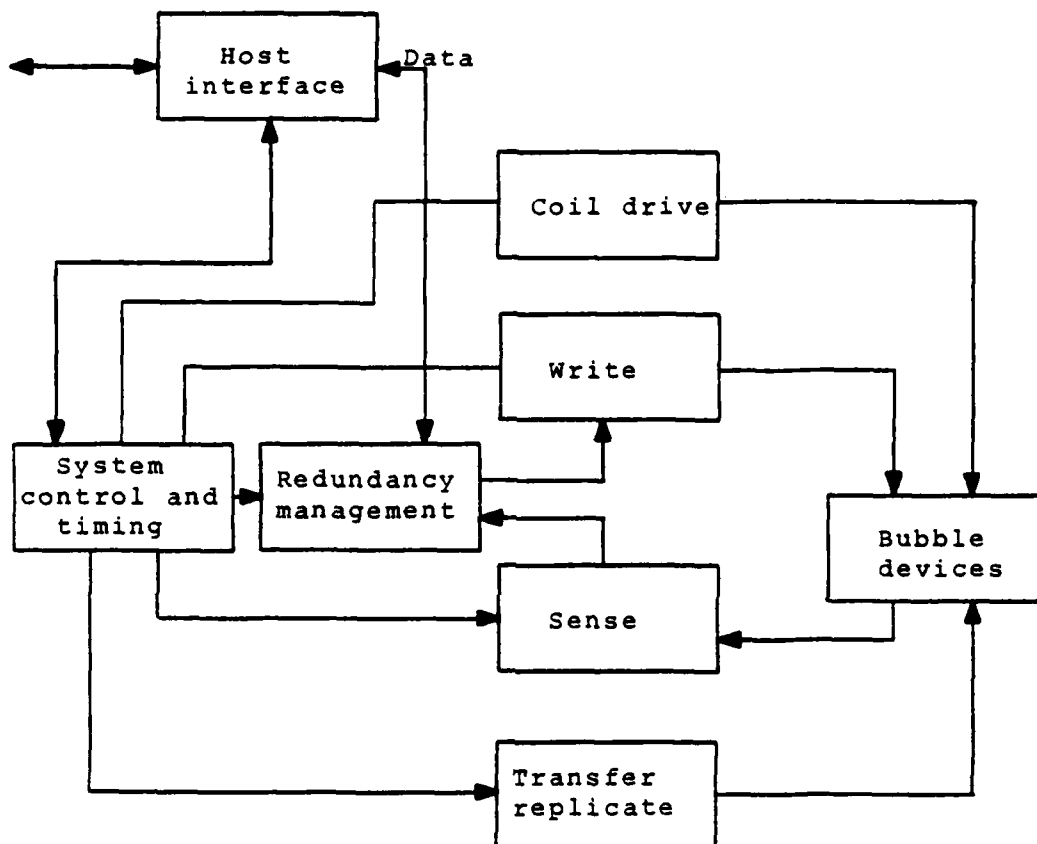 Host
interface
Data
Coil drive
Write
System
control and
timing
Redundancy
management
Bubble
devices
Sense
Transfer
replicate